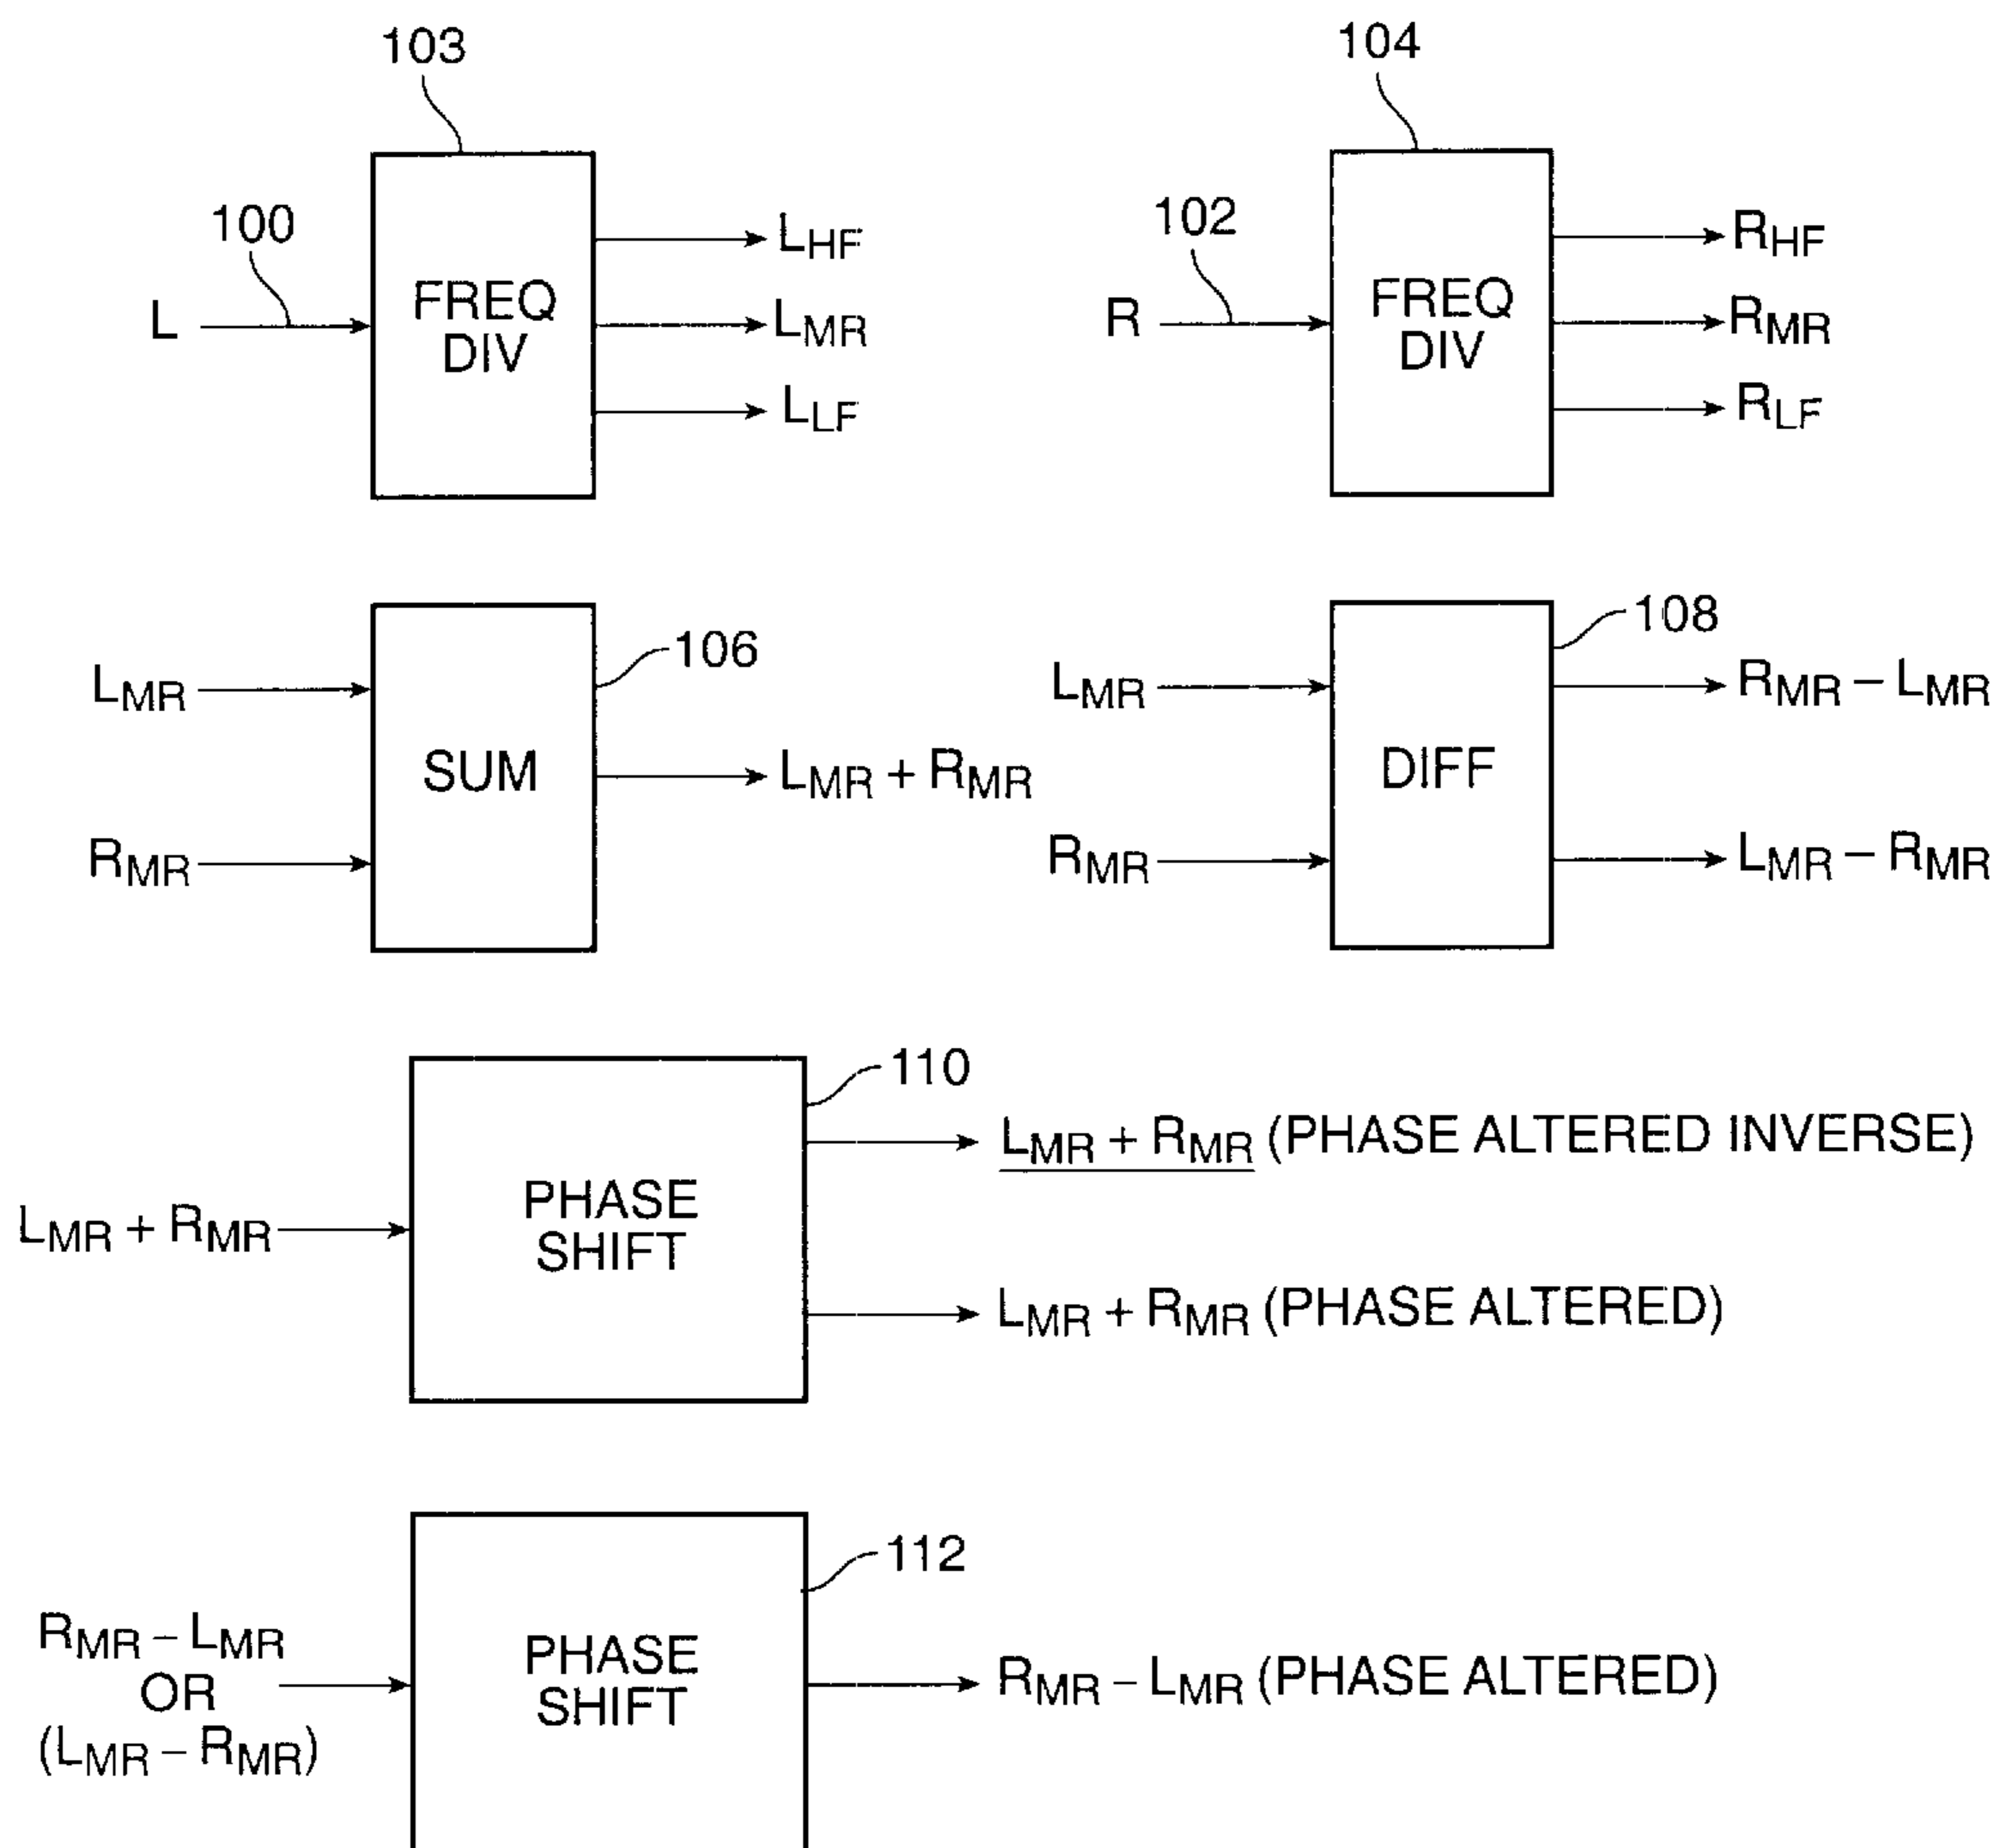 103
104
100
L
FREQ
DIV
LHF
LMR
LLF
102
R
FREQ
DIV
RHF
RMR
RLF
106
LMR
RMR
SUM
LMR + RMR
108
LMR
RMR
DIFF
RMR – LMR
LMR – RMR
110
LMR + RMR
PHASE
SHIFT
LMR + RMR (PHASE ALTERED INVERSE)
LMR + RMR (PHASE ALTERED)
112
RMR – LMR
OR
(LMR – RMR)
PHASE
SHIFT
RMR – LMR (PHASE ALTERED)